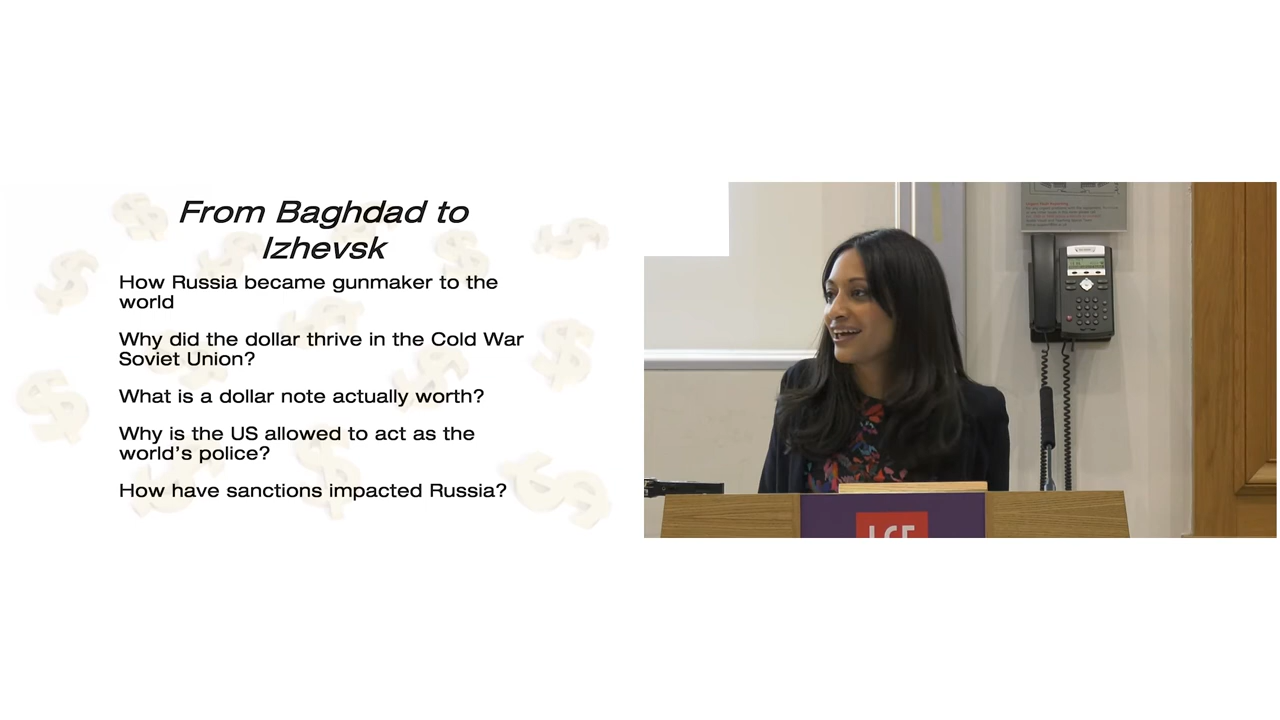 From Baghdad to
Izhevsk
How Russia became gunmaker to the
world
Why did the dollar thrive in the Cold War
Soviet Union?
What is a dollar note actually worth?
Why is the US allowed to act as the
world’s police?
How have sanctions impacted Russia?
LSE